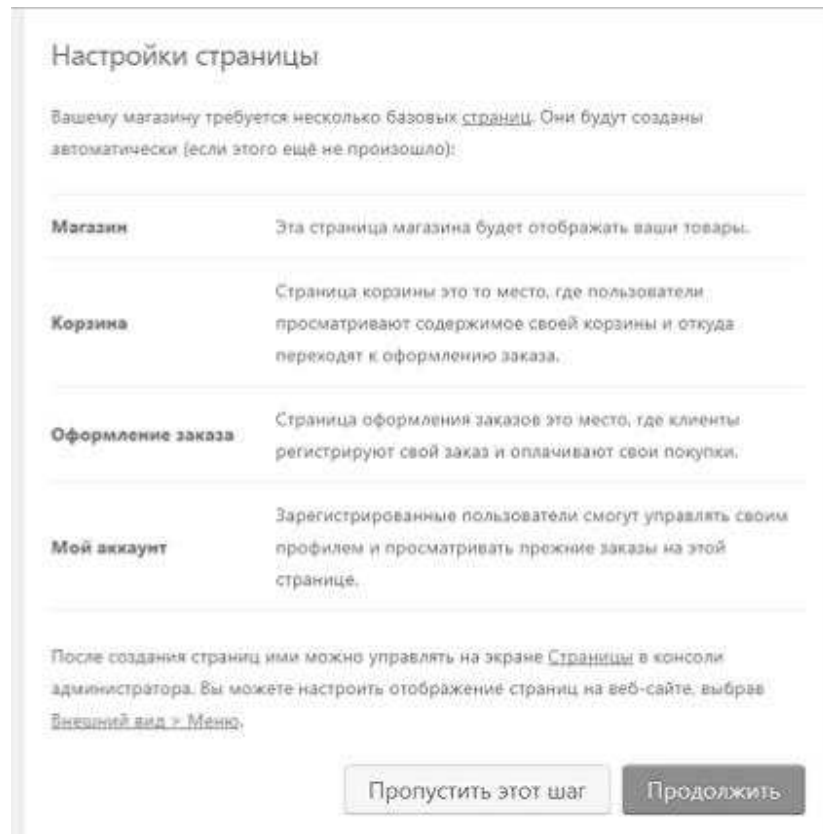 Настройки страницы
Вашему магазину требуется несколько базовых страниц. Они будут созданы
автоматически (если этого ещё не произошло):
Магазин
Эта страница магазина будет отображать ваши товары.
Корзина
Страница корзины это то место, где пользователи
просматривают содержимое своей корзины и откуда
переходят к оформлению заказа.
Оформление заказа
Страница оформления заказов это место, где клиенты
регистрируют свой заказ и оплачивают свои покупки.
Мой аккаунт
Зарегистрированные пользователи смогут управлять своим
профилем и просматривать прежние заказы на этой
странице.
После создания страниц ими можно управлять на экране Страницы в консоли
администратора. Вы можете настроить отображение страниц на веб-сайте, выбрав
Внешний вид > Меню.
Пропустить этот шаг
Продолжить